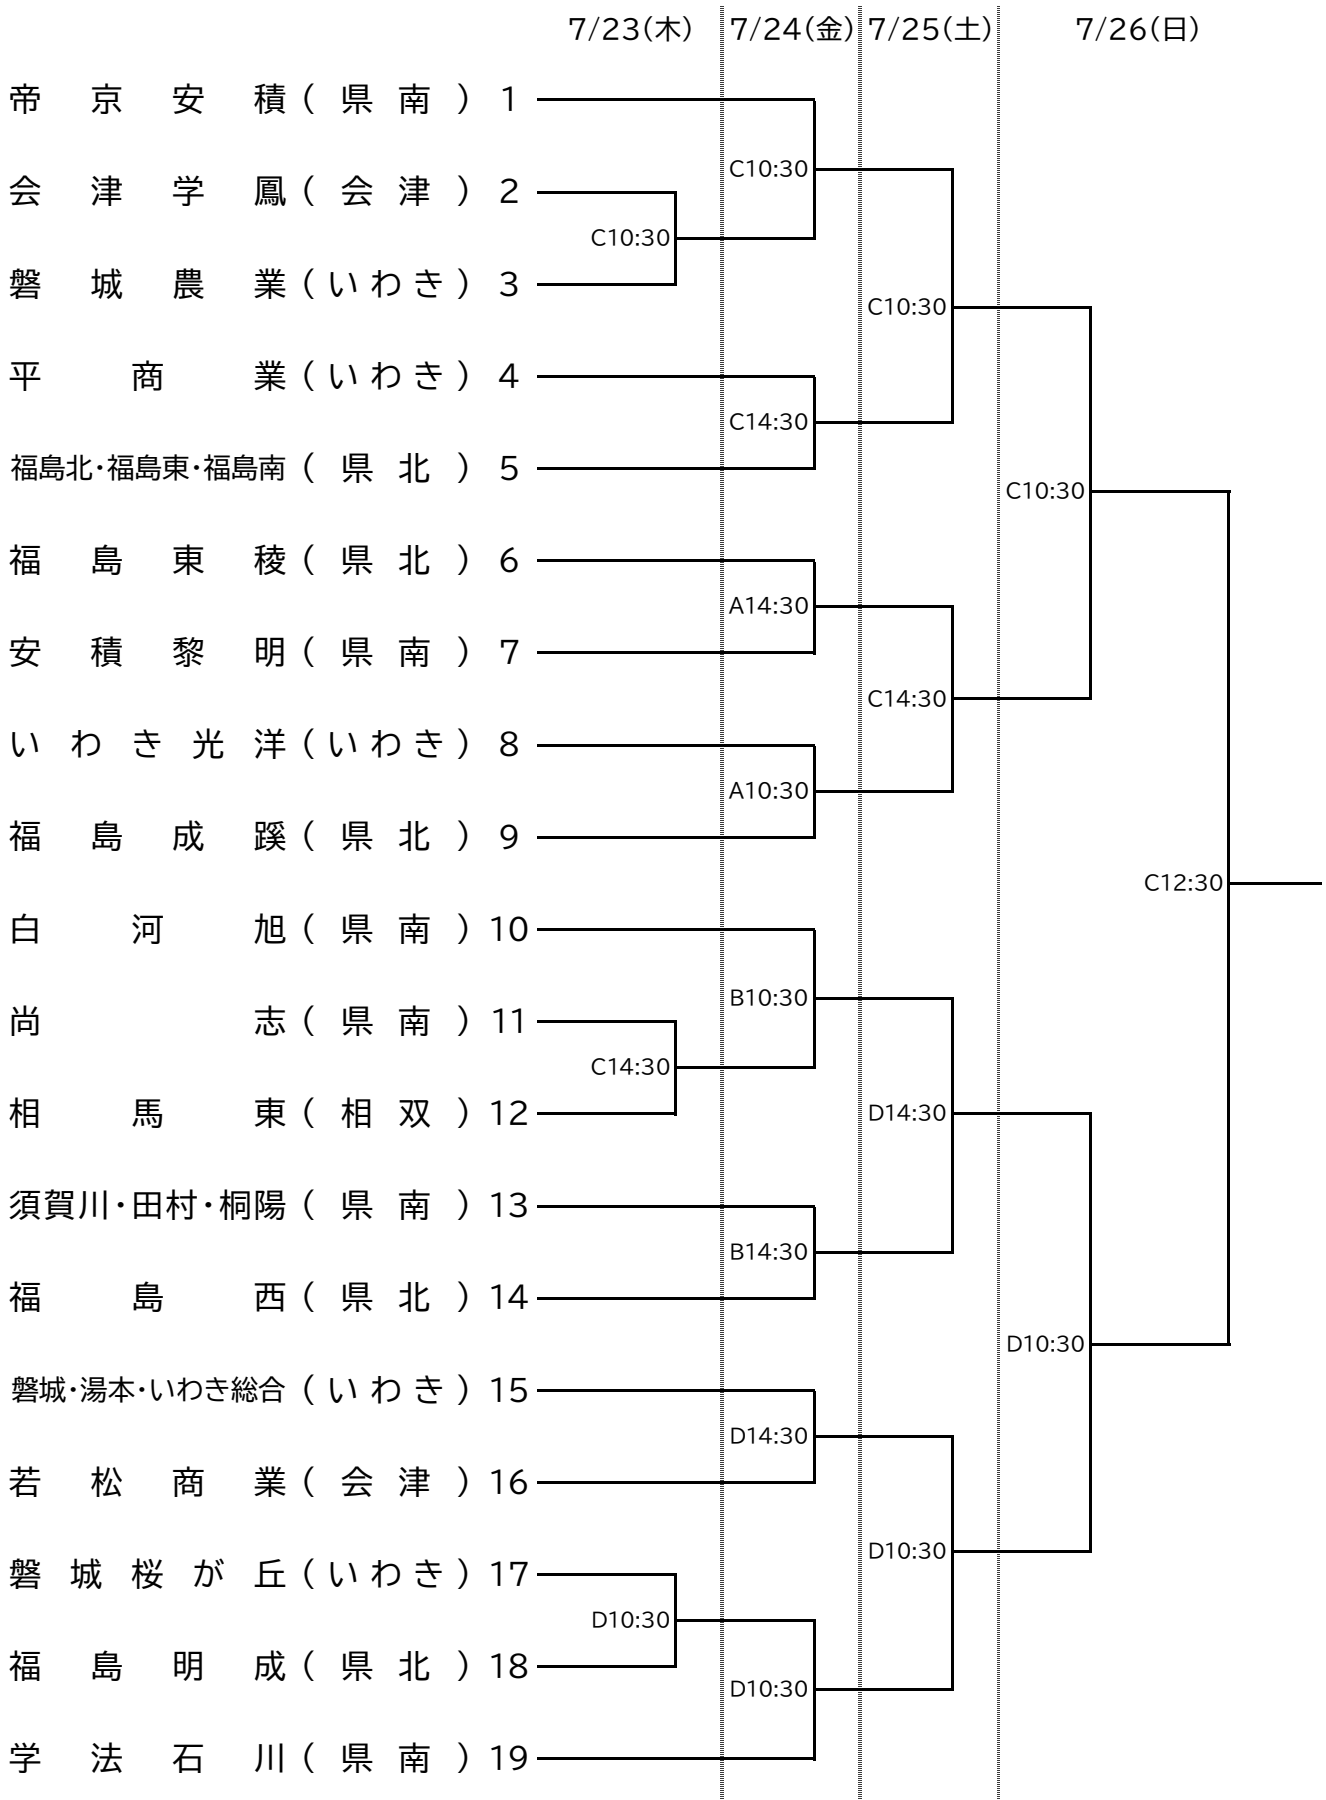 7/23(木) 7/24(金) 7/25(土) 7/26(日)
帝京安積(県南) 1
C10:30
会津学鳳(会津) 2
C10:30
磐城農業(いわき) 3
C10:30
平商業(いわき) 4
C14:30
福島北・福島東・福島南(県北) 5
C10:30
福島東稜(県北) 6
A14:30
安積黎明(県南) 7
C14:30
いわき光洋(いわき) 8
A10:30
福島成蹊(県北) 9
C12:30
白河旭(県南) 10
B10:30
尚志(県南) 11
C14:30
相馬東(相双) 12
D14:30
須賀川・田村・桐陽(県南) 13
B14:30
福島西(県北) 14
D10:30
磐城・湯本・いわき総合(いわき) 15
D14:30
若松商業(会津) 16
D10:30
磐城桜が丘(いわき) 17
D10:30
福島明成(県北) 18
D10:30
学法石川(県南) 19